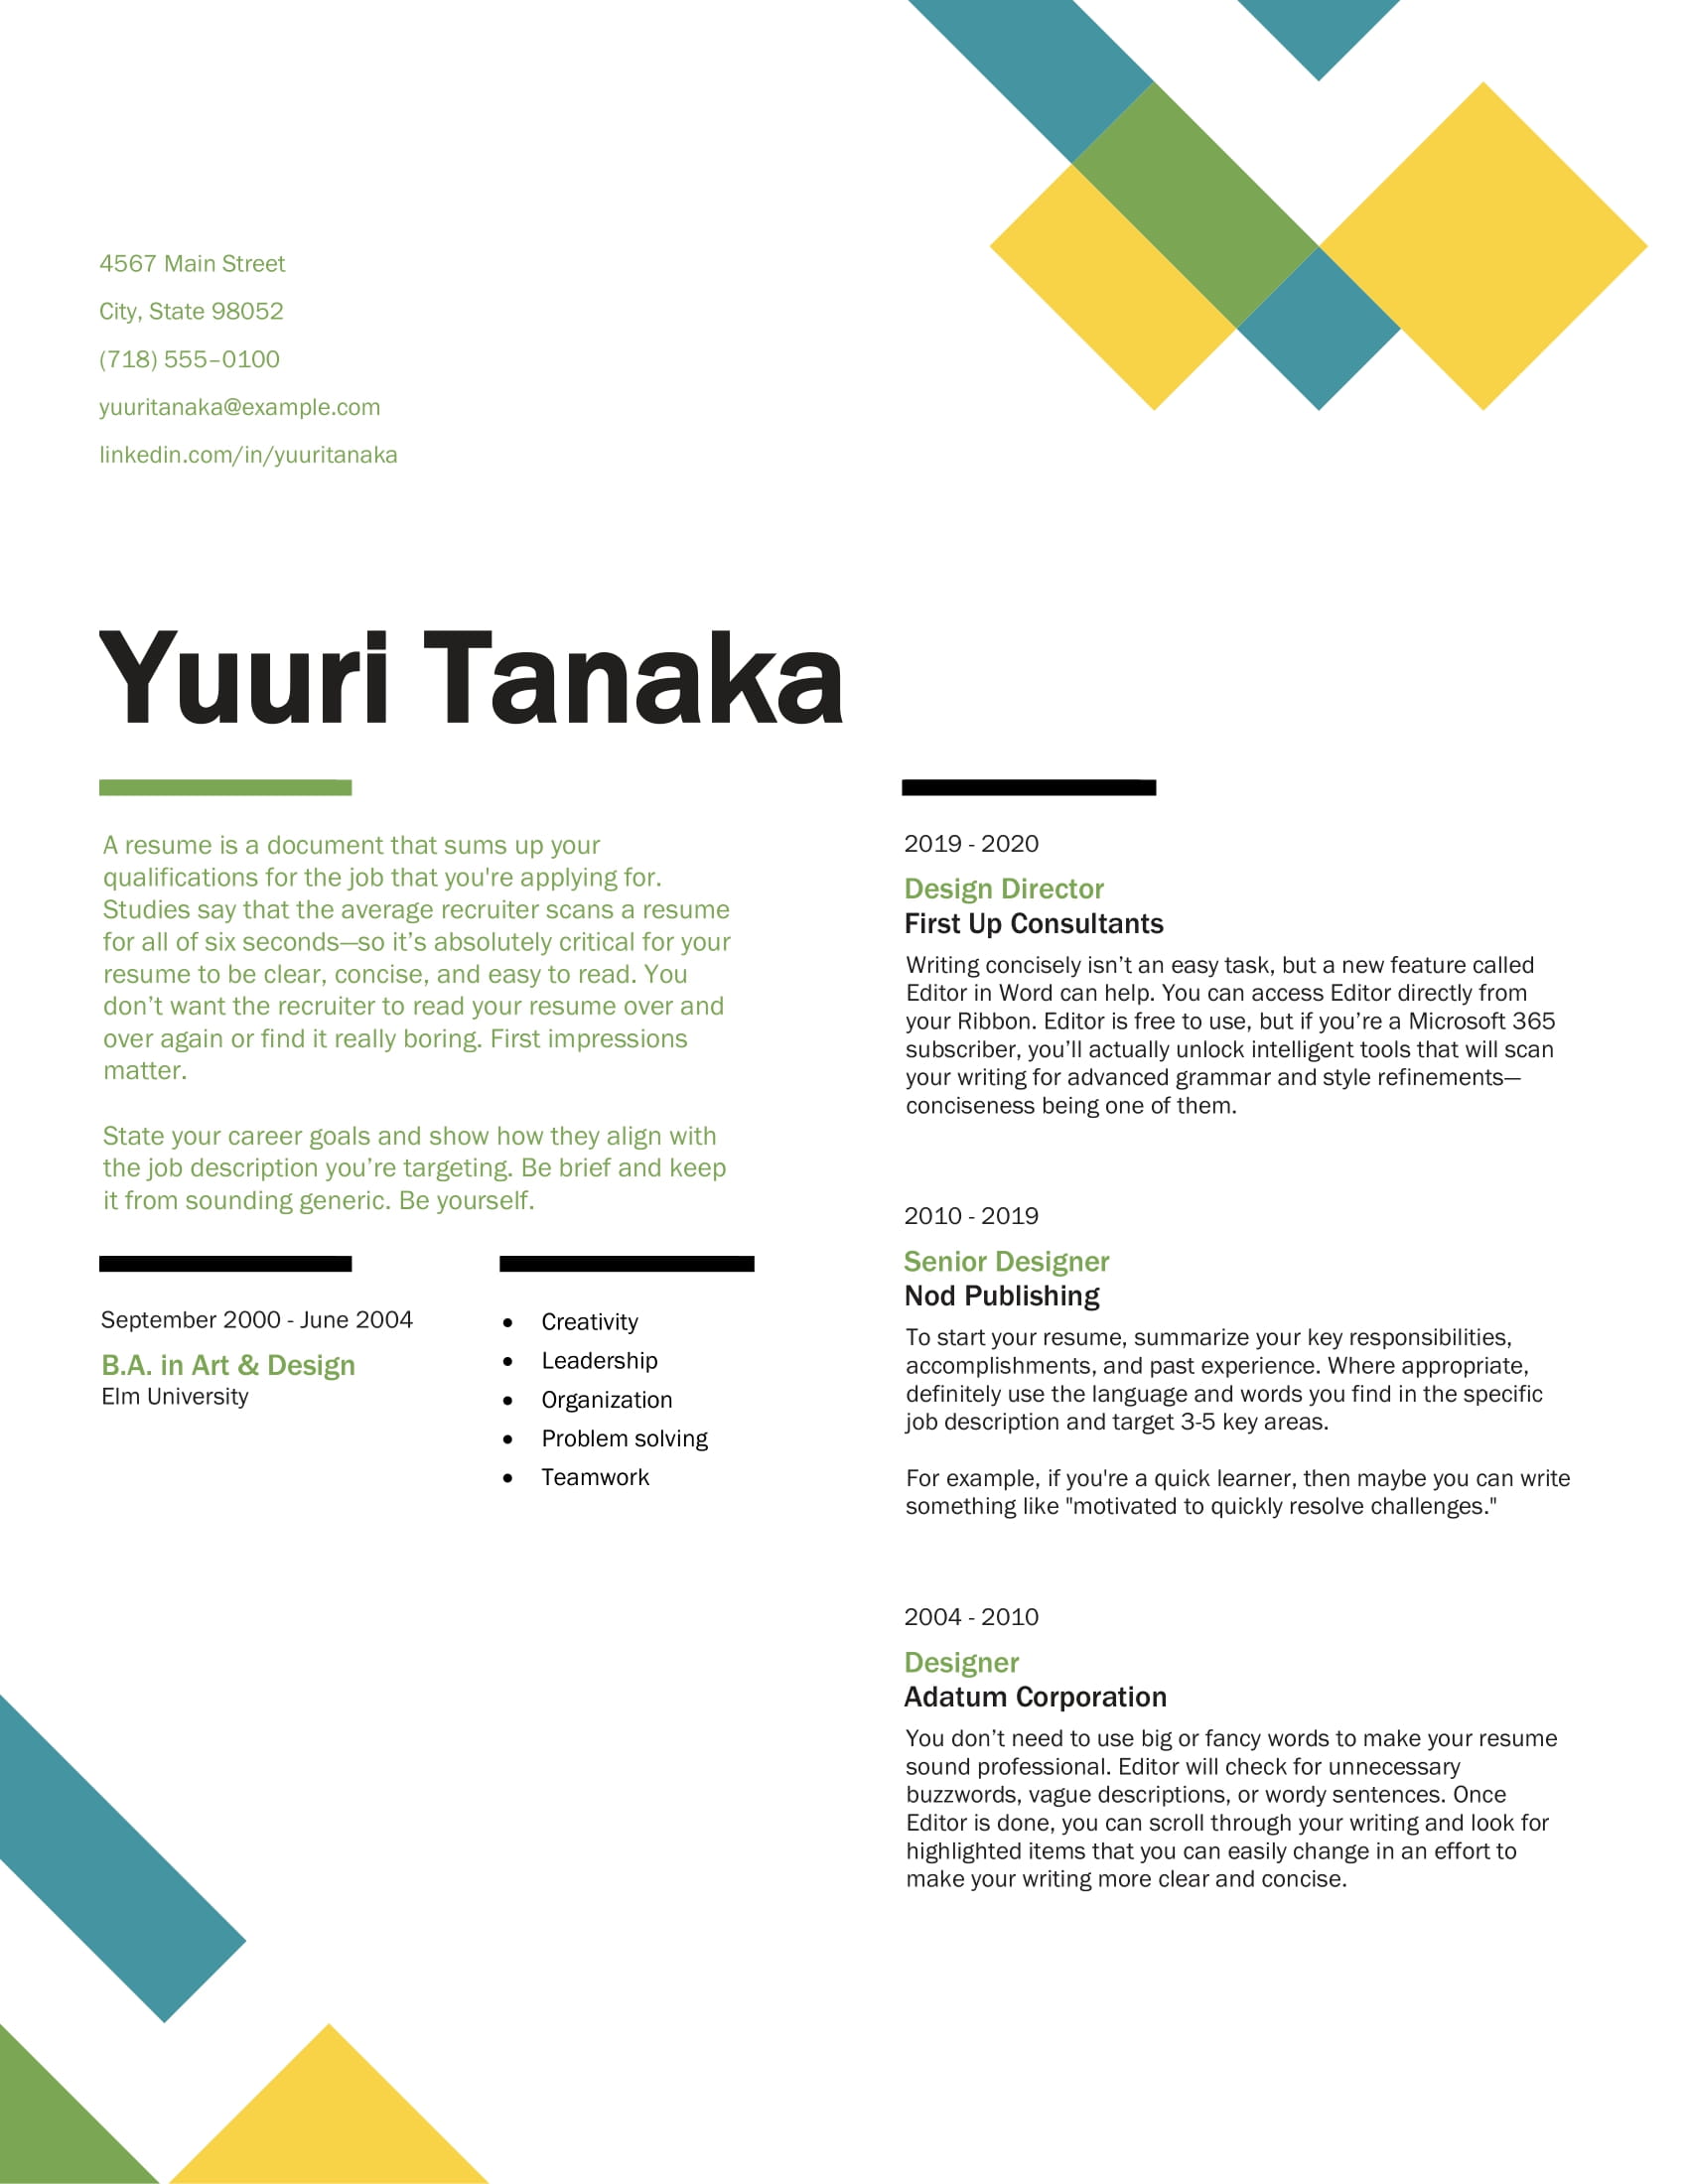 4567 Main Street
City, State 98052
(718) 555–0100
yuuritanaka@example.com
linkedin.com/in/yuuritanaka
Yuuri Tanaka
A resume is a document that sums up your
qualifications for the job that you're applying for.
Studies say that the average recruiter scans a resume
for all of six seconds—so it’s absolutely critical for your
resume to be clear, concise, and easy to read. You
don’t want the recruiter to read your resume over and
over again or find it really boring. First impressions
matter.
State your career goals and show how they align with
the job description you’re targeting. Be brief and keep
it from sounding generic. Be yourself.
September 2000 - June 2004
B.A. in Art & Design
Elm University
• Creativity
• Leadership
• Organization
• Problem solving
• Teamwork
2019 - 2020
Design Director
First Up Consultants
Writing concisely isn’t an easy task, but a new feature called
Editor in Word can help. You can access Editor directly from
your Ribbon. Editor is free to use, but if you’re a Microsoft 365
subscriber, you’ll actually unlock intelligent tools that will scan
your writing for advanced grammar and style refinements—
conciseness being one of them.
2010 - 2019
Senior Designer
Nod Publishing
To start your resume, summarize your key responsibilities,
accomplishments, and past experience. Where appropriate,
definitely use the language and words you find in the specific
job description and target 3-5 key areas.
For example, if you're a quick learner, then maybe you can write
something like "motivated to quickly resolve challenges."
2004 - 2010
Designer
Adatum Corporation
You don’t need to use big or fancy words to make your resume
sound professional. Editor will check for unnecessary
buzzwords, vague descriptions, or wordy sentences. Once
Editor is done, you can scroll through your writing and look for
highlighted items that you can easily change in an effort to
make your writing more clear and concise.